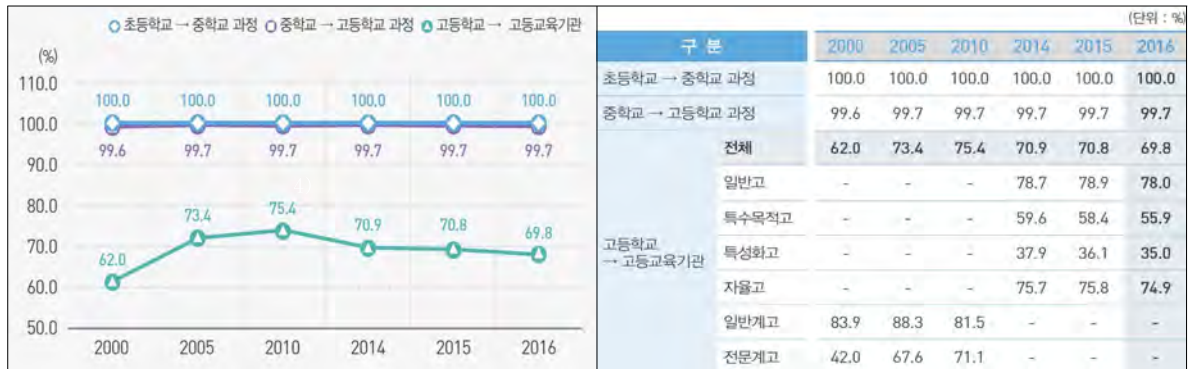 초등학교 → 중학교 과정 중학교 → 고등학교 과정 고등학교 → 고등교육기관
(%)
110.0
100.0
90.0
80.0
70.0
60.0
50.0
100.0 100.0 100.0 100.0 100.0 100.0
99.6 99.7 99.7 99.7 99.7 99.7
62.0 73.4 75.4 70.9 70.8 69.8
2000 2005 2010 2014 2015 2016
(단위 : %)
구 분 2000 2005 2010 2014 2015 2016
초등학교 → 중학교 과정 100.0 100.0 100.0 100.0 100.0 100.0
중학교 → 고등학교 과정 99.6 99.7 99.7 99.7 99.7 99.7
고등학교
→ 고등교육기관
전체 62.0 73.4 75.4 70.9 70.8 69.8
일반고 - - - 78.7 78.9 78.0
특수목적고 - - - 59.6 58.4 55.9
특성화고 - - - 37.9 36.1 35.0
자율고 - - - 75.7 75.8 74.9
일반계고 83.9 88.3 81.5 - - -
전문계고 42.0 67.6 71.1 - - -